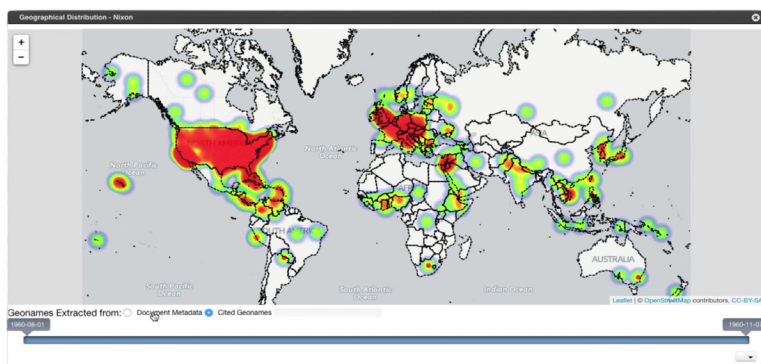 Geographical Distribution - Nixon
+
−
North Pacific
Ocean
North Atlantic
Ocean
SOUTH
AUSTRALIA
South Pacific
Ocean
South Atlantic
Ocean
Indian Ocean
Leaflet | © OpenStreetMap contributors, CC-BY-SA
Geonames Extracted from: Document Metadata Cited Geonames
1960-08-01